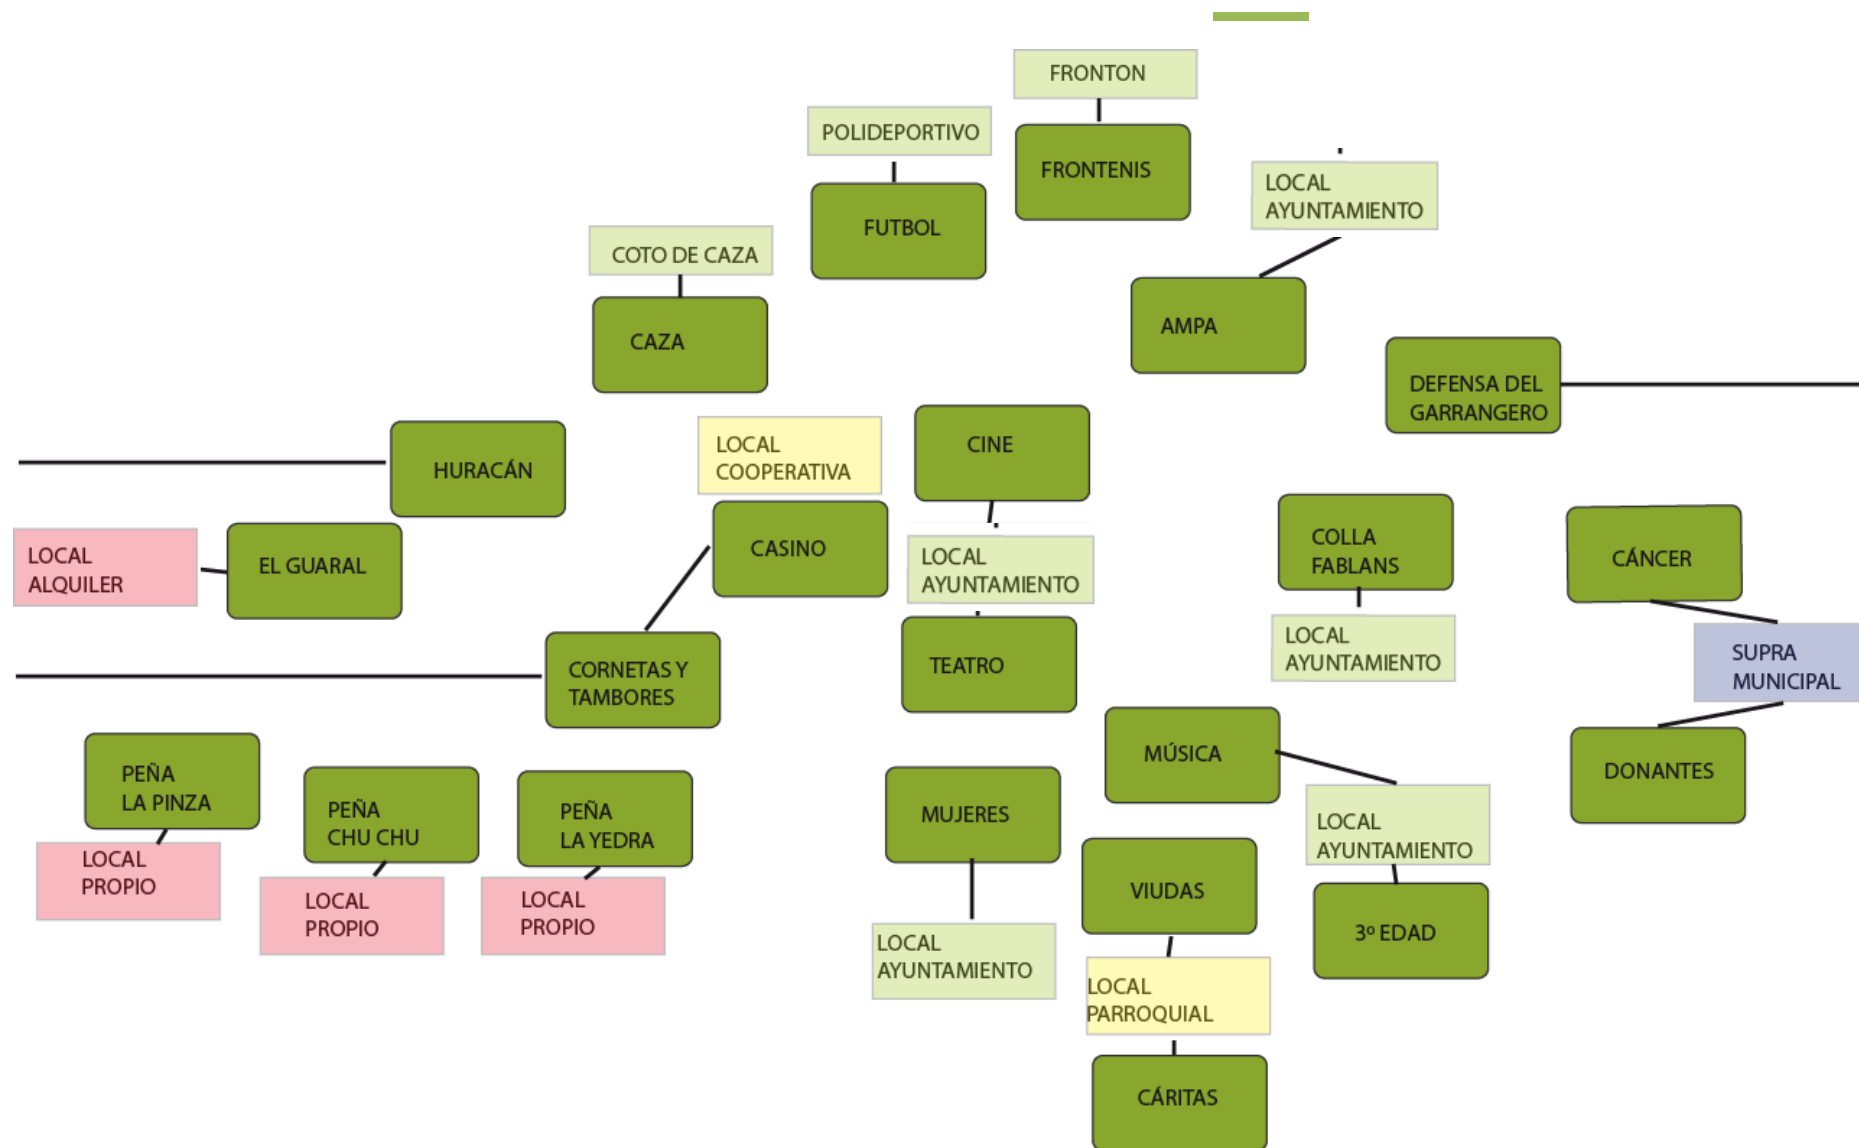 FRONTON
POLIDEPORTIVO
FRONTENIS
LOCAL
AYUNTAMIENTO
FUTBOL
COTO DE CAZA
CAZA
AMPA
DEFENSA DEL
GARRANGERO
HURACÁN
LOCAL
COOPERATIVA
CINE
LOCAL
ALQUILER
EL GUARAL
CASINO
LOCAL
AYUNTAMIENTO
COLLA
FABLANS
CÁNCER
CORNETAS Y
TAMBORES
TEATRO
LOCAL
AYUNTAMIENTO
SUPRA
MUNICIPAL
PEÑA
LA PINZA
PEÑA
CHU CHU
PEÑA
LA YEDRA
MUJERES
MÚSICA
DONANTES
LOCAL
PROPIO
LOCAL
PROPIO
LOCAL
PROPIO
LOCAL
AYUNTAMIENTO
VIUDAS
LOCAL
AYUNTAMIENTO
3º EDAD
LOCAL
PARROQUIAL
CÁRITAS